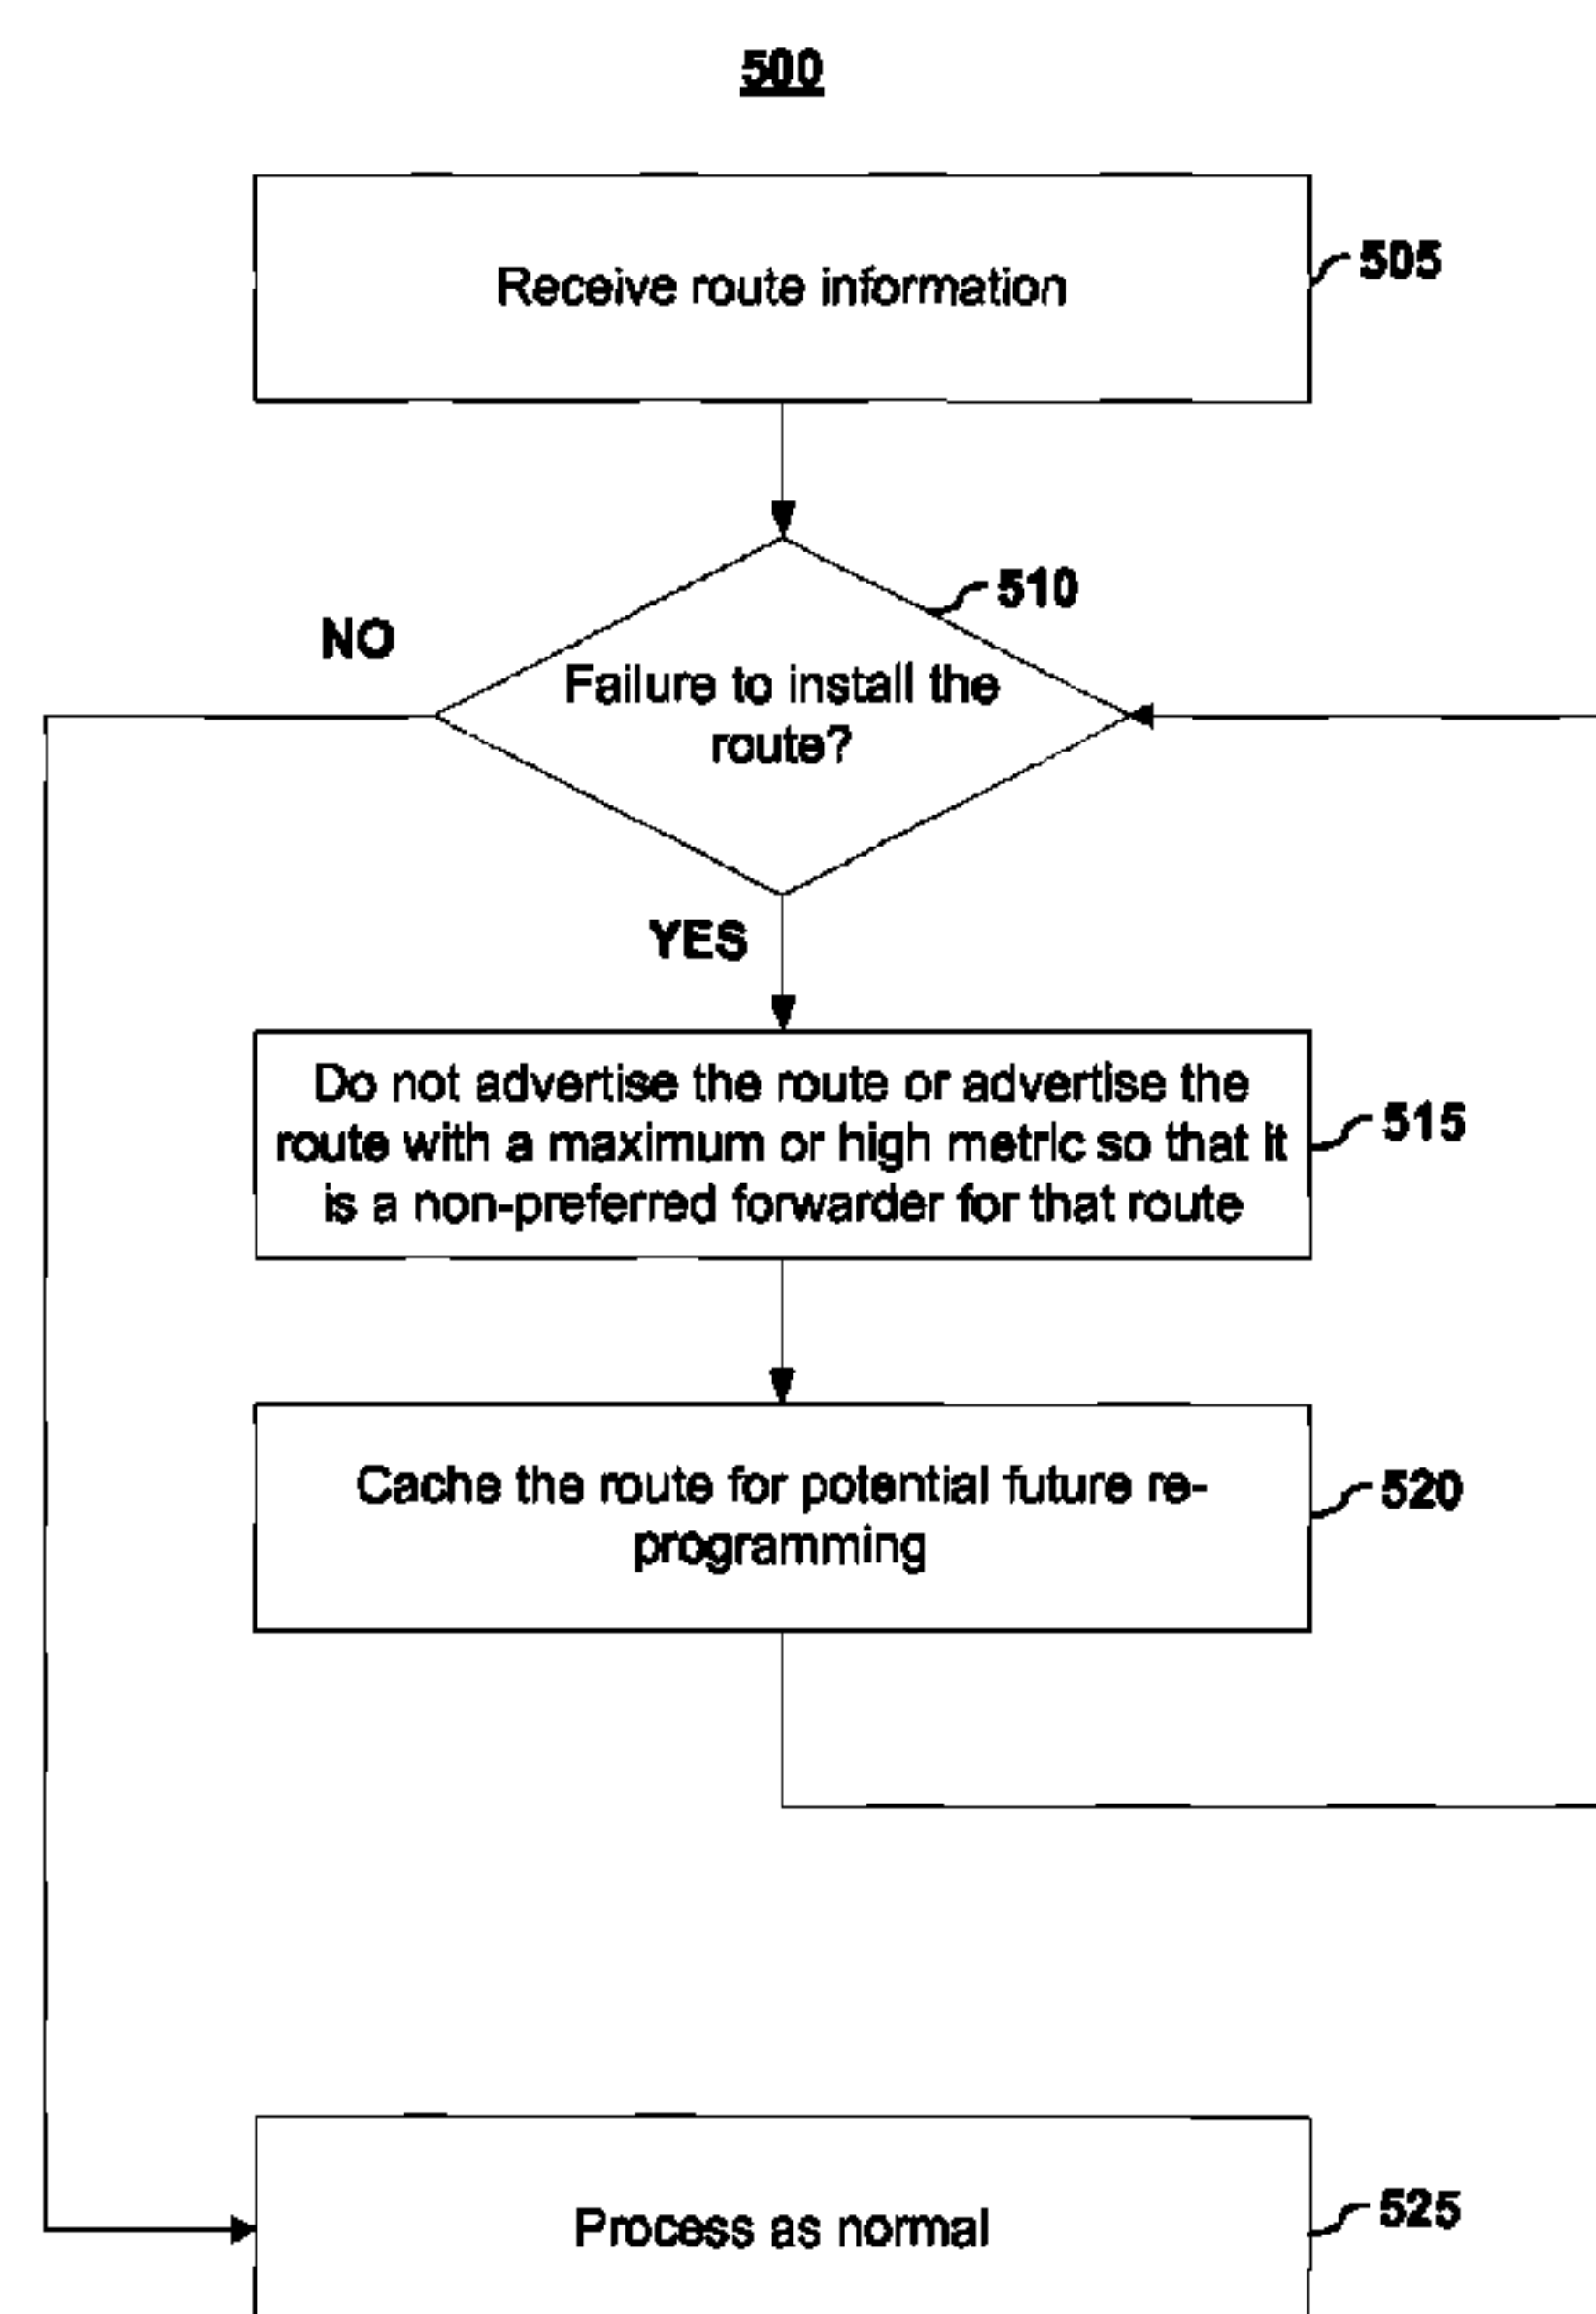 500
Receive route information
505
510
NO
Failure to install the
route?
YES
Do not advertise the route or advertise the
route with a maximum or high metric so that it
is a non-preferred forwarder for that route
515
Cache the route for potential future re-
programming
520
Process as normal
525